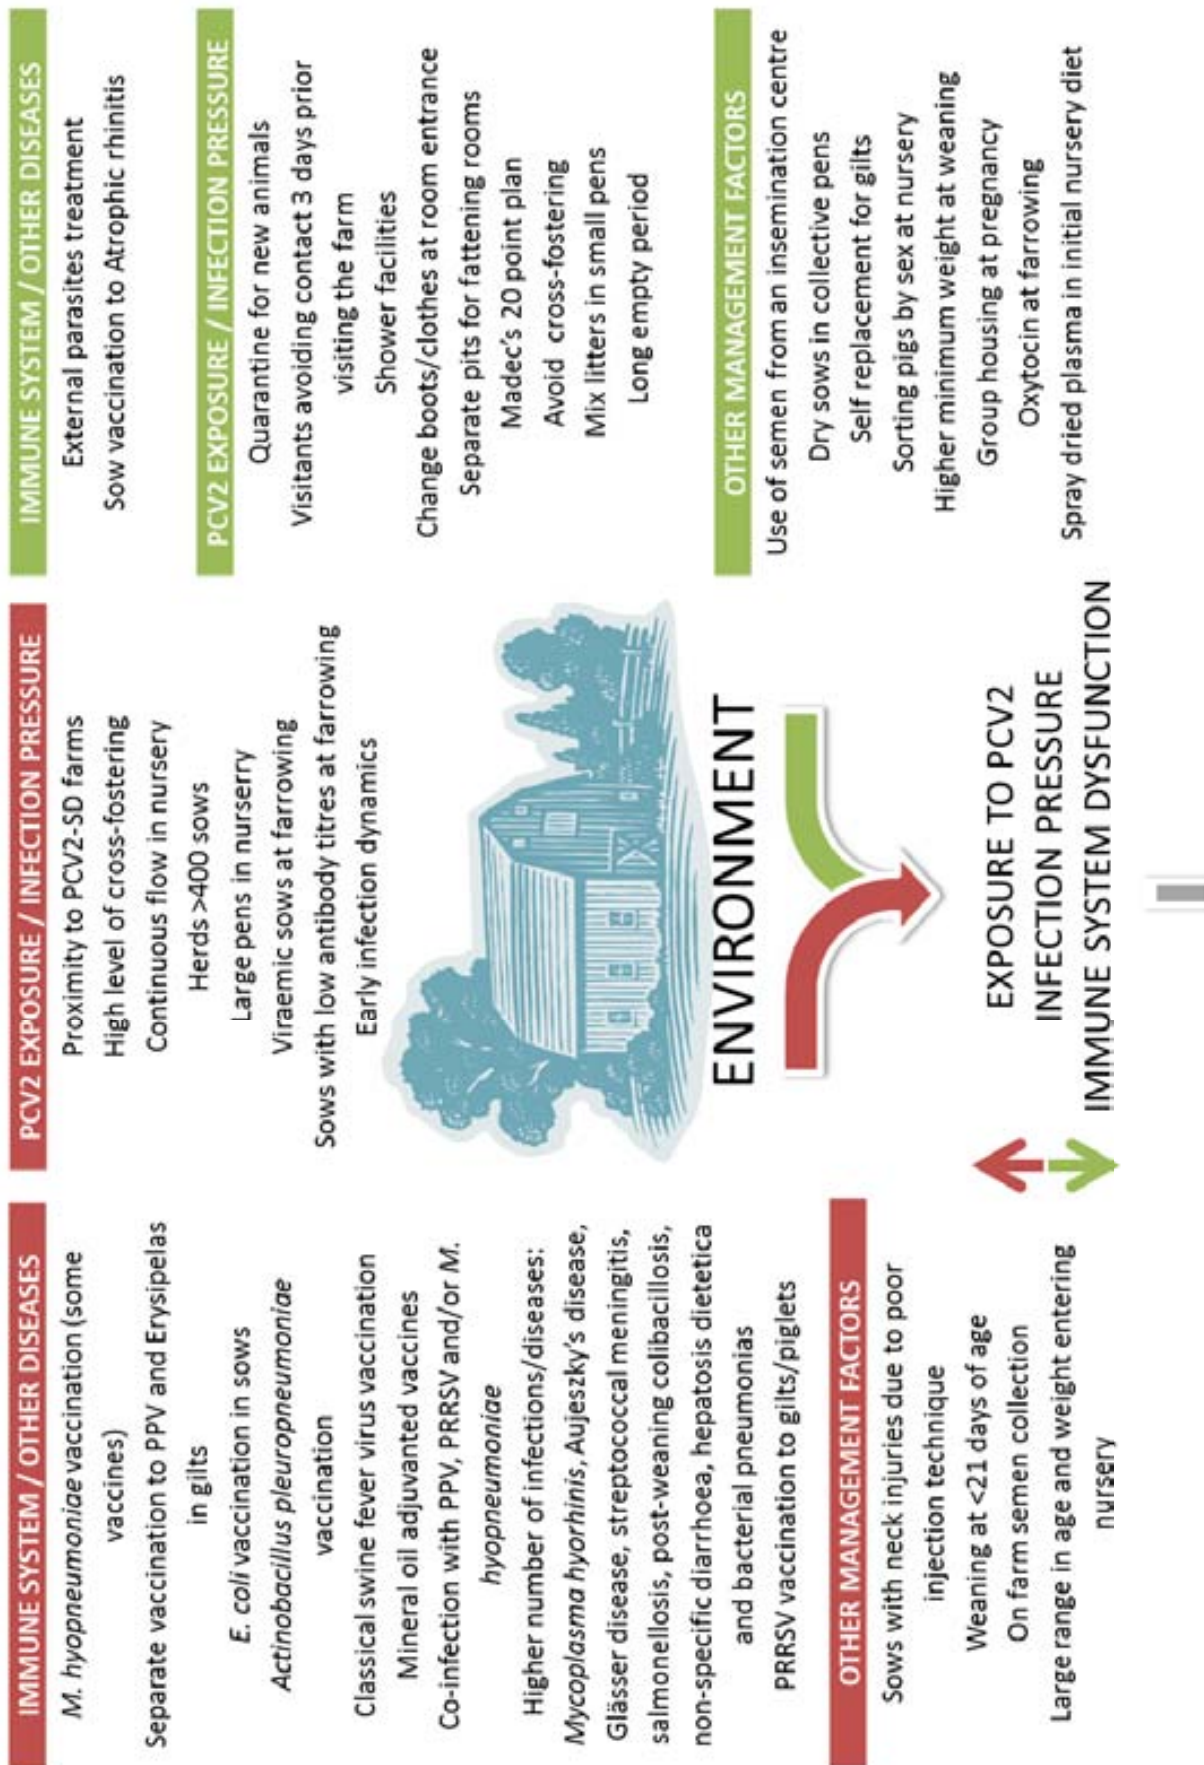 IMMUNE SYSTEM / OTHER DISEASES
M. hyopneumoniae vaccination (some
vaccines)
Separate vaccination to PPV and Erysipelas
in gilts
E. coli vaccination in sows
Actinobacillus pleuropneumoniae
vaccination
Classical swine fever virus vaccination
Mineral oil adjuvanted vaccines
Co-infection with PPV, PRRSV and/or M.
hyopneumoniae
Higher number of infections/diseases:
Mycoplasma hyorhinis, Aujeszky's disease,
Glässer disease, streptococcal meningitis,
salmonellosis, post-weaning colibacillosis,
non-specific diarrhoea, hepatosis dietetica
and bacterial pneumonias
PRRSV vaccination to gilts/piglets
OTHER MANAGEMENT FACTORS
Sows with neck injuries due to poor
injection technique
Weaning at <21 days of age
On farm semen collection
Large range in age and weight entering
nursery
PCV2 EXPOSURE / INFECTION PRESSURE
Proximity to PCV2-SD farms
High level of cross-fostering
Continuous flow in nursery
Herds >400 sows
Large pens in nurserry
Viraemic sows at farrowing
Sows with low antibody titres at farrowing
Early infection dynamics
ENVIRONMENT
EXPOSURE TO PCV2
INFECTION PRESSURE
IMMUNE SYSTEM DYSFUNCTION
IMMUNE SYSTEM / OTHER DISEASES
External parasites treatment
Sow vaccination to Atrophic rhinitis
PCV2 EXPOSURE / INFECTION PRESSURE
Quarantine for new animals
Visitants avoiding contact 3 days prior
visiting the farm
Shower facilities
Change boots/clothes at room entrance
Separate pits for fattening rooms
Madec's 20 point plan
Avoid cross-fostering
Mix litters in small pens
Long empty period
OTHER MANAGEMENT FACTORS
Use of semen from an insemination centre
Dry sows in collective pens
Self replacement for gilts
Sorting pigs by sex at nursery
Higher minimum weight at weaning
Group housing at pregnancy
Oxytocin at farrowing
Spray dried plasma in initial nursery diet